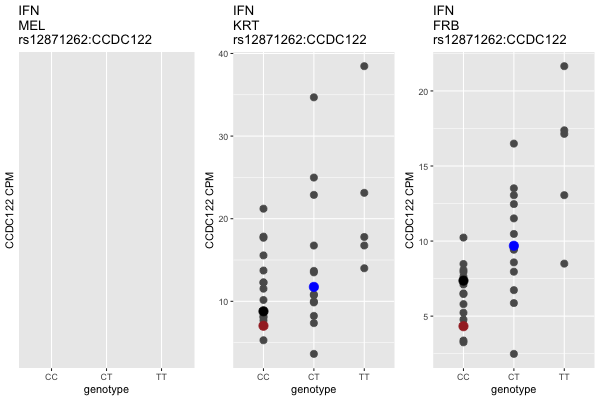 IFN
MEL
rs12871262:CCDC122
CCDC122 CPM
CC CT TT
genotype
IFN
KRT
rs12871262:CCDC122
CCDC122 CPM
40
30
20
10
CC CT TT
genotype
IFN
FRB
rs12871262:CCDC122
CCDC122 CPM
20
15
10
5
CC CT TT
genotype